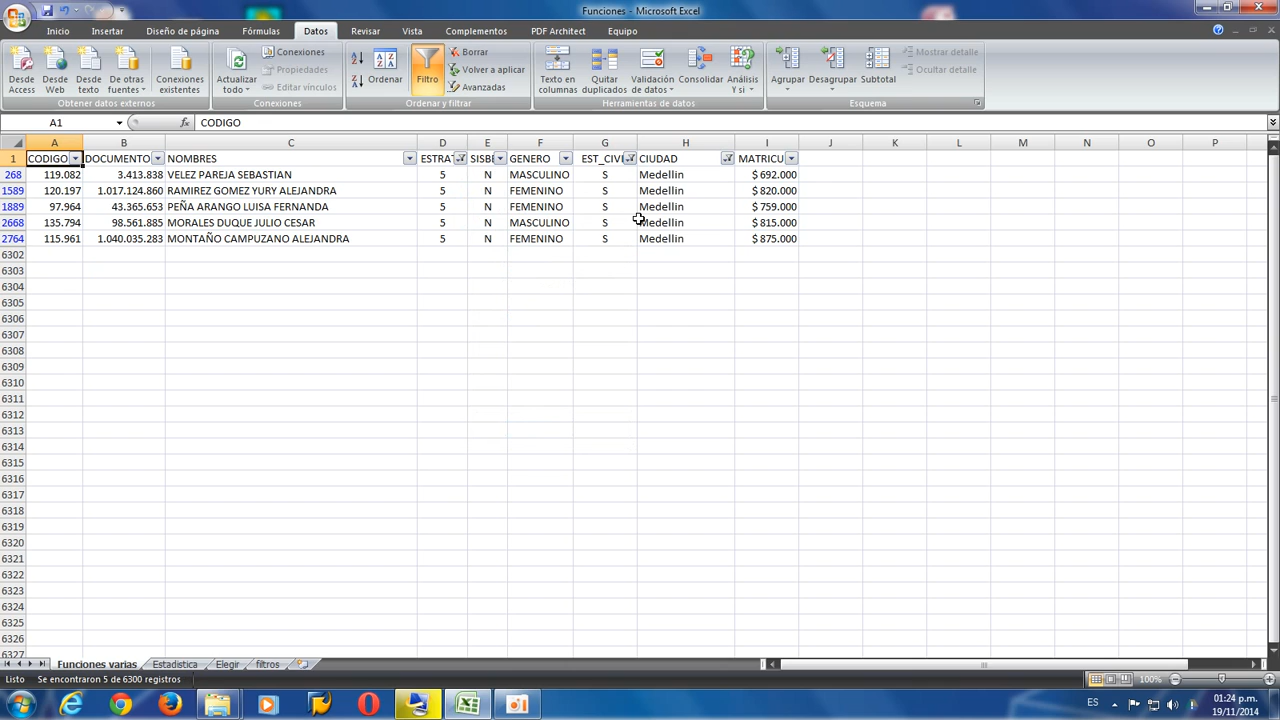 Funciones - Microsoft Excel
Inicio Insertar Diseño de página Fórmulas Datos Revisar Vista Complementos PDF Architect Equipo
Desde Access
Desde Web
Desde texto
De otras fuentes
Conexiones existentes
Obtener datos externos
Actualizar todo
Conexiones
Propiedades
Editar vínculos
Conexiones
Ordenar
Filtro
Borrar
Volver a aplicar
Avanzadas
Ordenar y filtrar
Texto en columnas
Quitar duplicados
Validación de datos
Consolidar
Análisis Y si
Herramientas de datos
Agrupar
Desagrupar
Subtotal
Mostrar detalle
Ocultar detalle
Esquema
A1 fx CODIGO
A B C D E F G H I J K L M N O P
1 CODIGO DOCUMENTO NOMBRES ESTRAT SISBE GENERO EST_CIVI CIUDAD MATRICU
268 119.082 3.413.838 VELEZ PAREJA SEBASTIAN 5 N MASCULINO S Medellin $ 692.000
1589 120.197 1.017.124.860 RAMIREZ GOMEZ YURY ALEJANDRA 5 N FEMENINO S Medellin $ 820.000
1889 97.964 43.365.653 PEÑA ARANGO LUISA FERNANDA 5 N FEMENINO S Medellin $ 759.000
2668 135.794 98.561.885 MORALES DUQUE JULIO CESAR 5 N MASCULINO S Medellin $ 815.000
2764 115.961 1.040.035.283 MONTAÑO CAMPUZANO ALEJANDRA 5 N FEMENINO S Medellin $ 875.000
6302
6303
6304
6305
6306
6307
6308
6309
6310
6311
6312
6313
6314
6315
6316
6317
6318
6319
6320
6321
6322
6323
6324
6325
6326
6327
Funciones varias Estadistica Elegir filtros
Listo Se encontraron 5 de 6300 registros 100%
ES 01:24 p.m.
19/11/2014